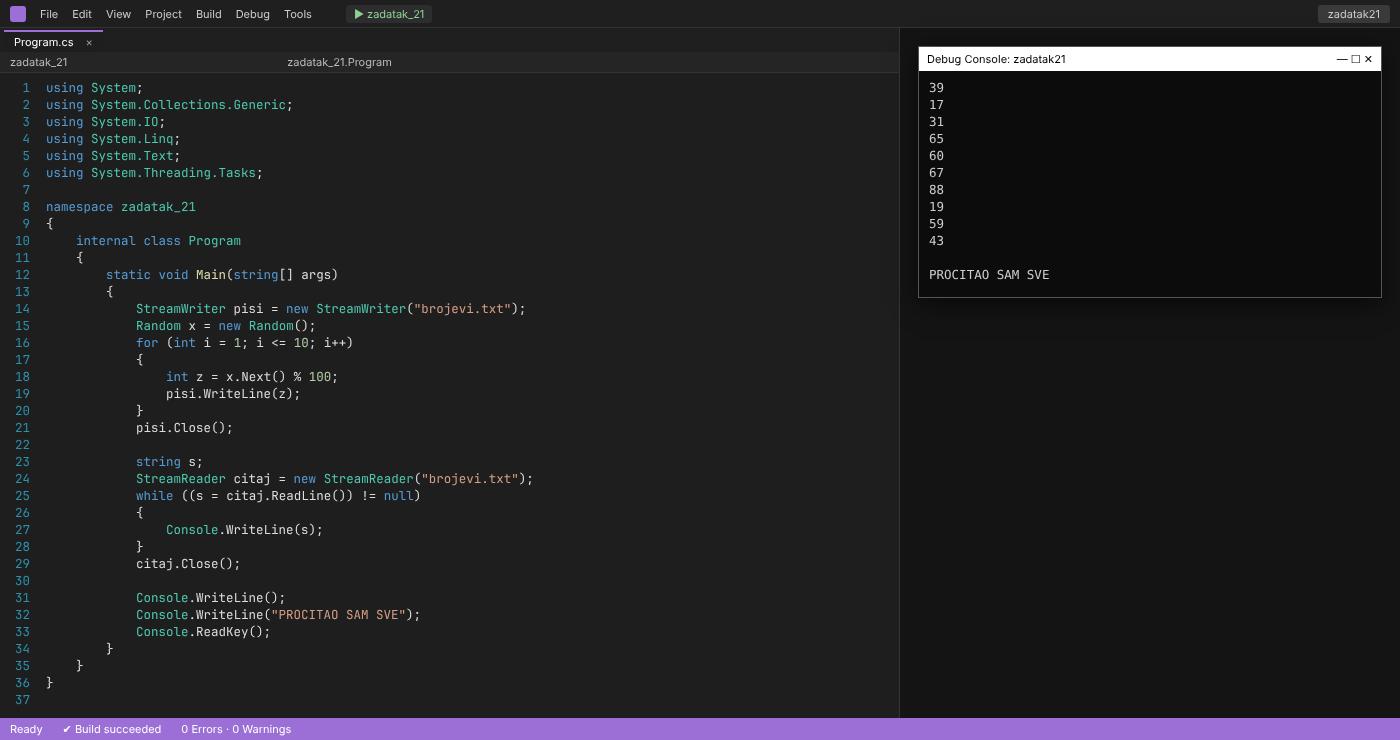 File Edit View Project Build Debug Tools ▶ zadatak_21 zadatak21
Program.cs ×
zadatak_21 zadatak_21.Program
1 using System;
2 using System.Collections.Generic;
3 using System.IO;
4 using System.Linq;
5 using System.Text;
6 using System.Threading.Tasks;
7
8 namespace zadatak_21
9 {
10     internal class Program
11     {
12         static void Main(string[] args)
13         {
14             StreamWriter pisi = new StreamWriter("brojevi.txt");
15             Random x = new Random();
16             for (int i = 1; i <= 10; i++)
17             {
18                 int z = x.Next() % 100;
19                 pisi.WriteLine(z);
20             }
21             pisi.Close();
22
23             string s;
24             StreamReader citaj = new StreamReader("brojevi.txt");
25             while ((s = citaj.ReadLine()) != null)
26             {
27                 Console.WriteLine(s);
28             }
29             citaj.Close();
30
31             Console.WriteLine();
32             Console.WriteLine("PROCITAO SAM SVE");
33             Console.ReadKey();
34         }
35     }
36 }
37
Debug Console: zadatak21 — ☐ ✕
39
17
31
65
60
67
88
19
59
43
PROCITAO SAM SVE
Ready ✔ Build succeeded 0 Errors · 0 Warnings